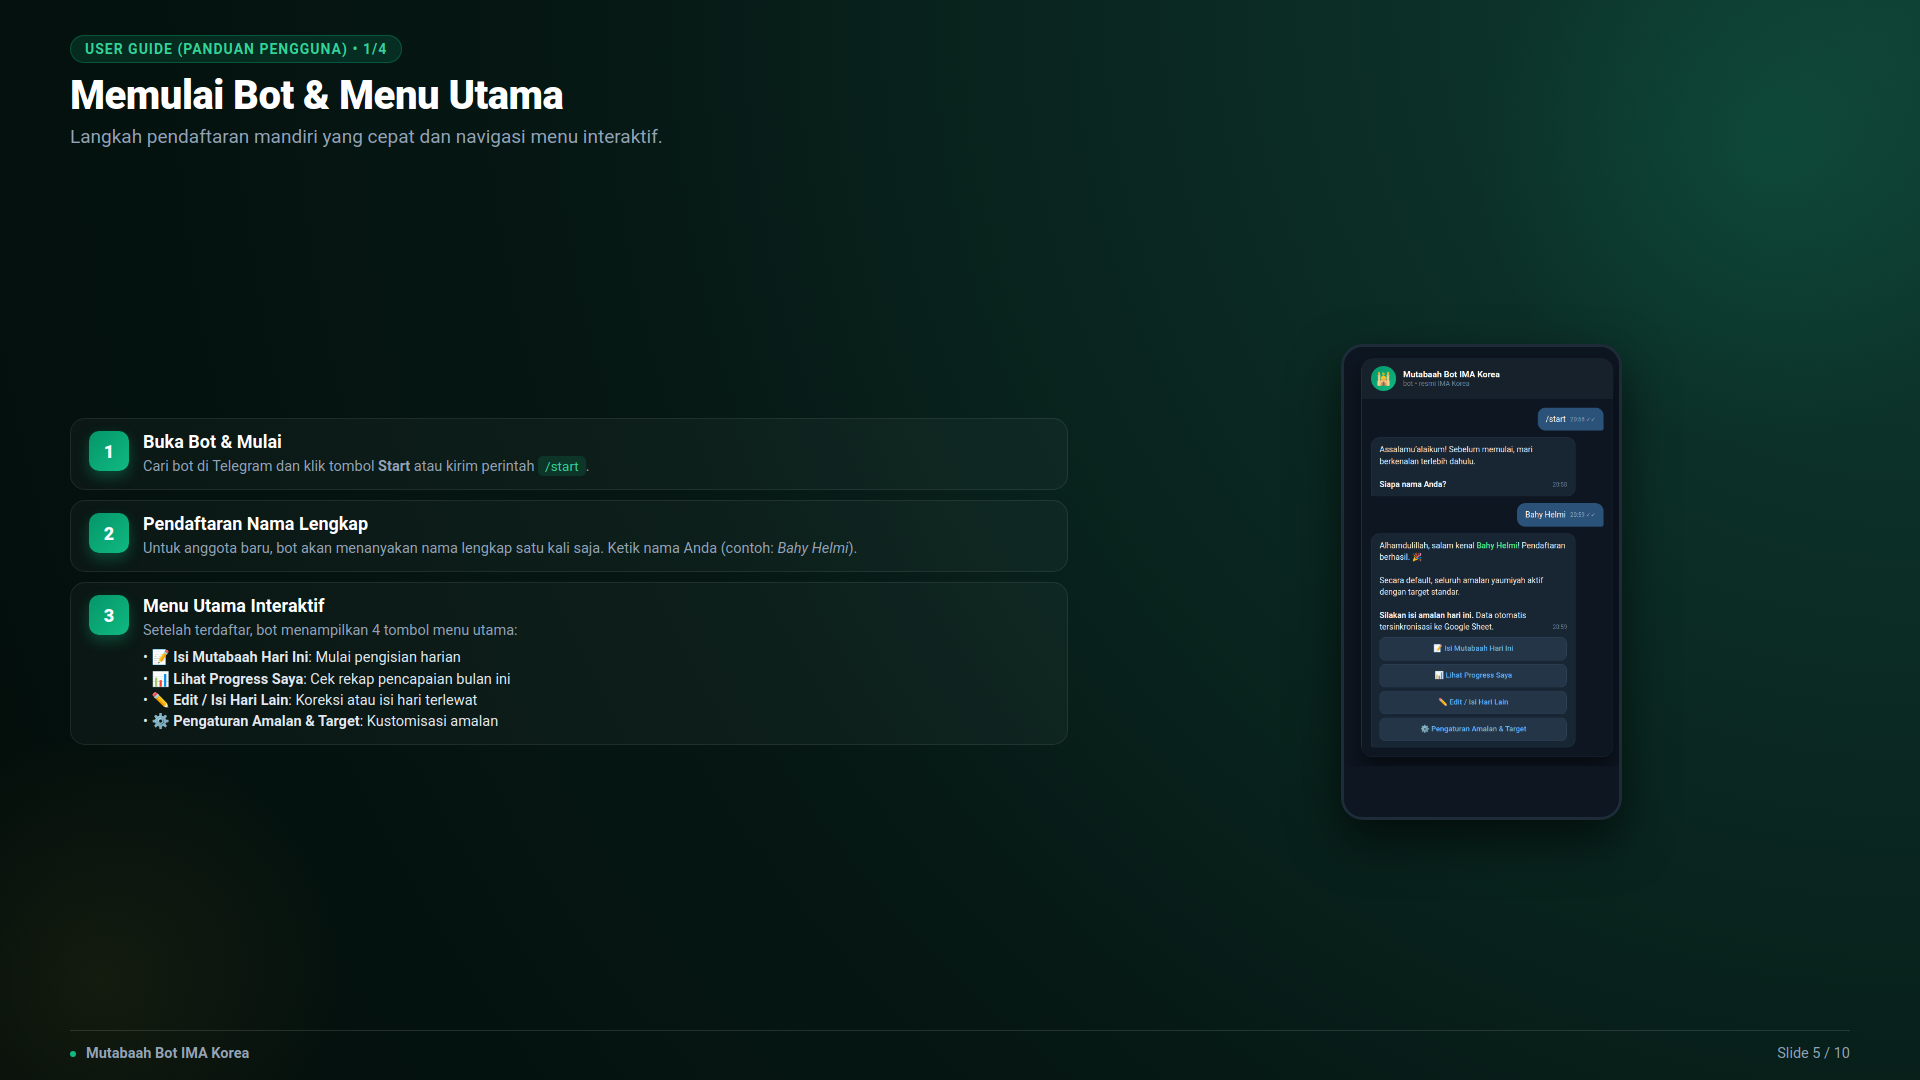 USER GUIDE (PANDUAN PENGGUNA) • 1/4
Memulai Bot & Menu Utama
Langkah pendaftaran mandiri yang cepat dan navigasi menu interaktif.
1
Buka Bot & Mulai
Cari bot di Telegram dan klik tombol Start atau kirim perintah /start.
2
Pendaftaran Nama Lengkap
Untuk anggota baru, bot akan menanyakan nama lengkap satu kali saja. Ketik nama Anda (contoh: Bahy Helmi).
3
Menu Utama Interaktif
Setelah terdaftar, bot menampilkan 4 tombol menu utama:
• 📝 Isi Mutabaah Hari Ini: Mulai pengisian harian
• 📊 Lihat Progress Saya: Cek rekap pencapaian bulan ini
• ✏️ Edit / Isi Hari Lain: Koreksi atau isi hari terlewat
• ⚙️ Pengaturan Amalan & Target: Kustomisasi amalan
Mutabaah Bot IMA Korea
bot • resmi IMA Korea
/start
Assalamu'alaikum! Sebelum memulai, mari
berkenalan terlebih dahulu.
Siapa nama Anda?
Bahy Helmi 20:59 ✓✓
Alhamdulillah, salam kenal Bahy Helmi! Pendaftaran
berhasil. 🎉
Secara default, seluruh amalan yaumiyah aktif
dengan target standar.
Silakan isi amalan hari ini. Data otomatis
tersinkronisasi ke Google Sheet. 20:59
📝 Isi Mutabaah Hari Ini
📊 Lihat Progress Saya
✏️ Edit / Isi Hari Lain
⚙️ Pengaturan Amalan & Target
Mutabaah Bot IMA Korea
Slide 5 / 10